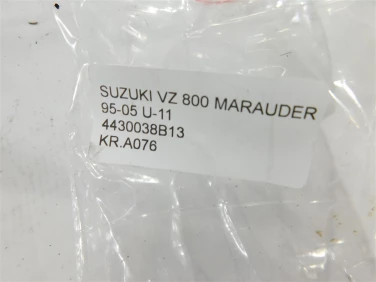 SUZUKI VZ 800 MARAUDER
95-05 U-11
4430038B13
KR.A076